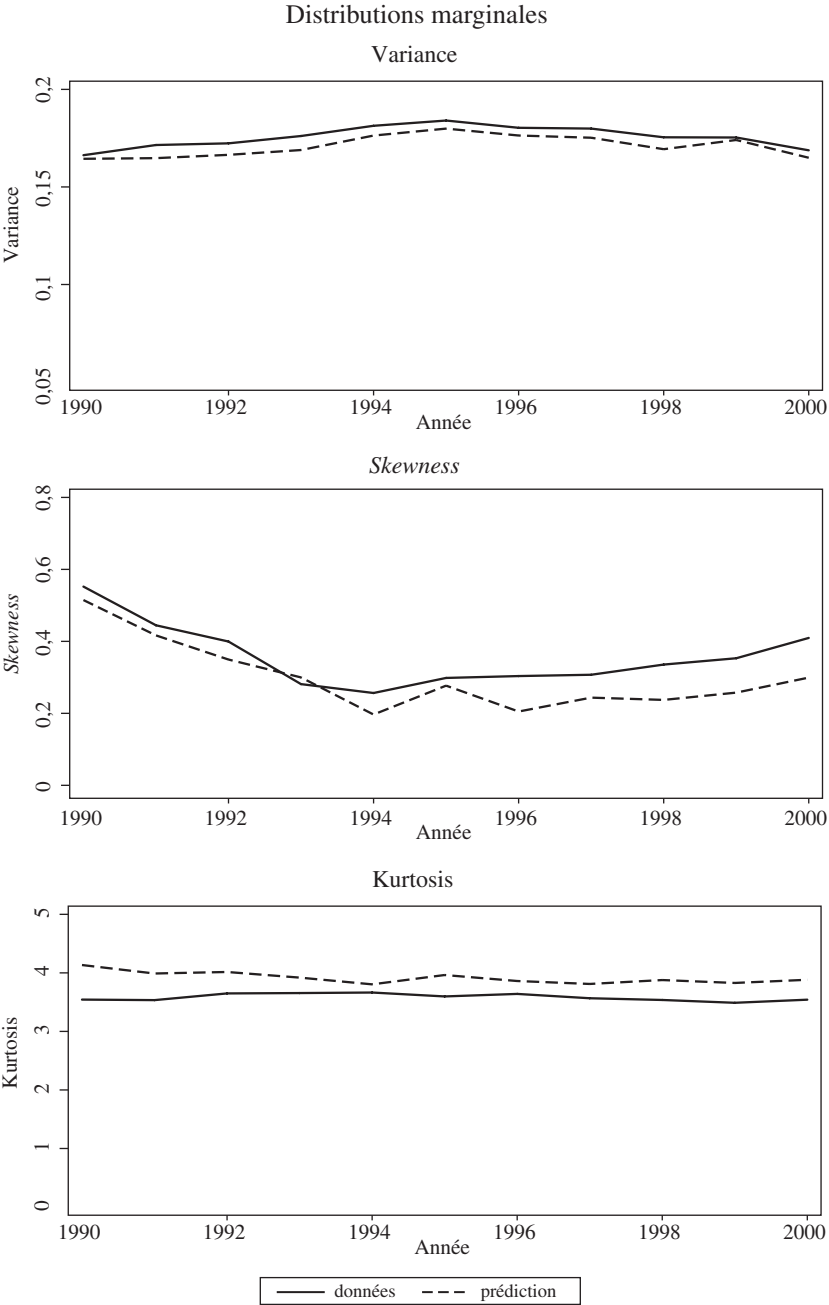 Distributions marginales
Variance
Variance
0,2
0,15
0,1
0,05
1990 1992 1994 1996 1998 2000
Année
Skewness
Skewness
0,8
0,6
0,4
0,2
0
1990 1992 1994 1996 1998 2000
Année
Kurtosis
Kurtosis
5
4
3
2
1
0
1990 1992 1994 1996 1998 2000
Année
données prédiction